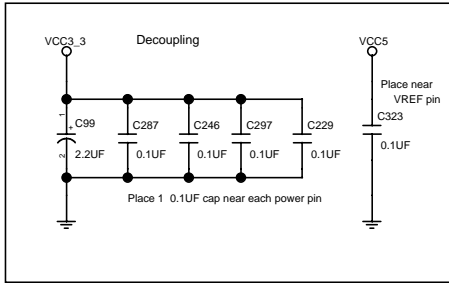 VCC3_3
Decoupling
VCC5
Place near
VREF pin
1
+
C99
C287
C246
C297
C229
C323
2
2.2UF
0.1UF
0.1UF
0.1UF
0.1UF
0.1UF
Place 1 0.1UF cap near each power pin